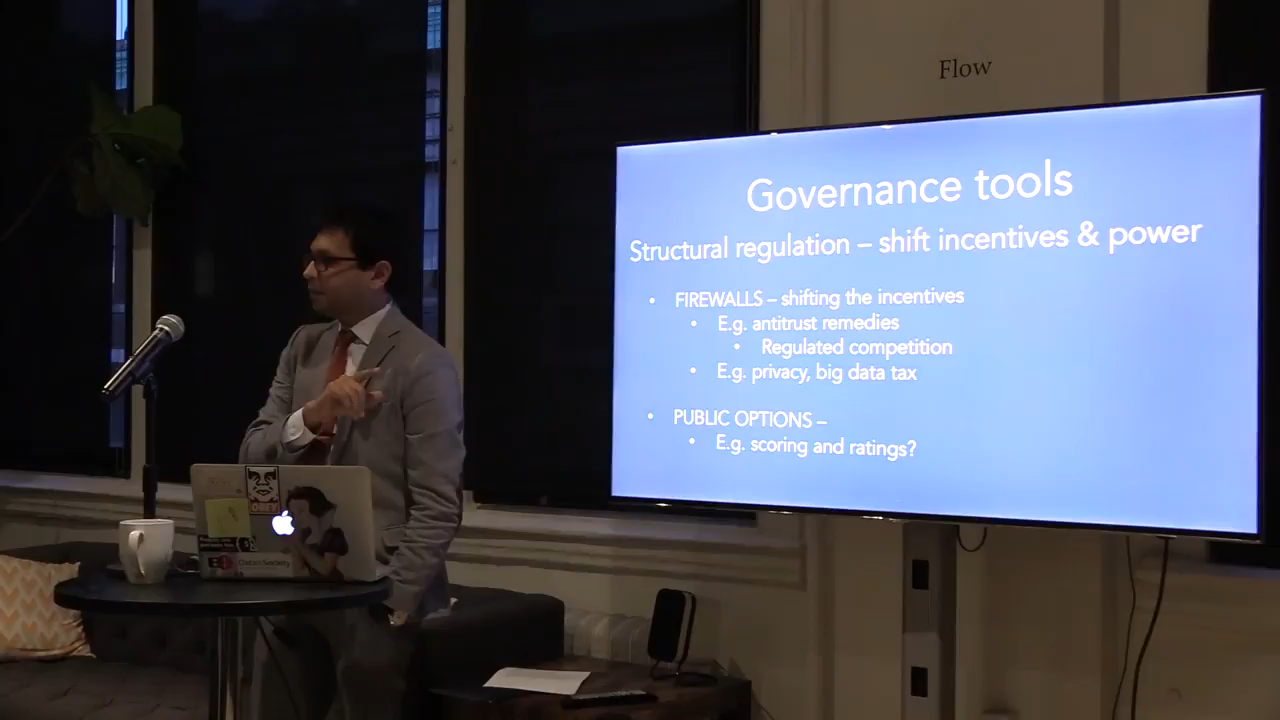 Flow
Governance tools
Structural regulation – shift incentives & power
• FIREWALLS – shifting the incentives
• E.g. antitrust remedies
• Regulated competition
• E.g. privacy, big data tax
• PUBLIC OPTIONS –
• E.g. scoring and ratings?
OBEY